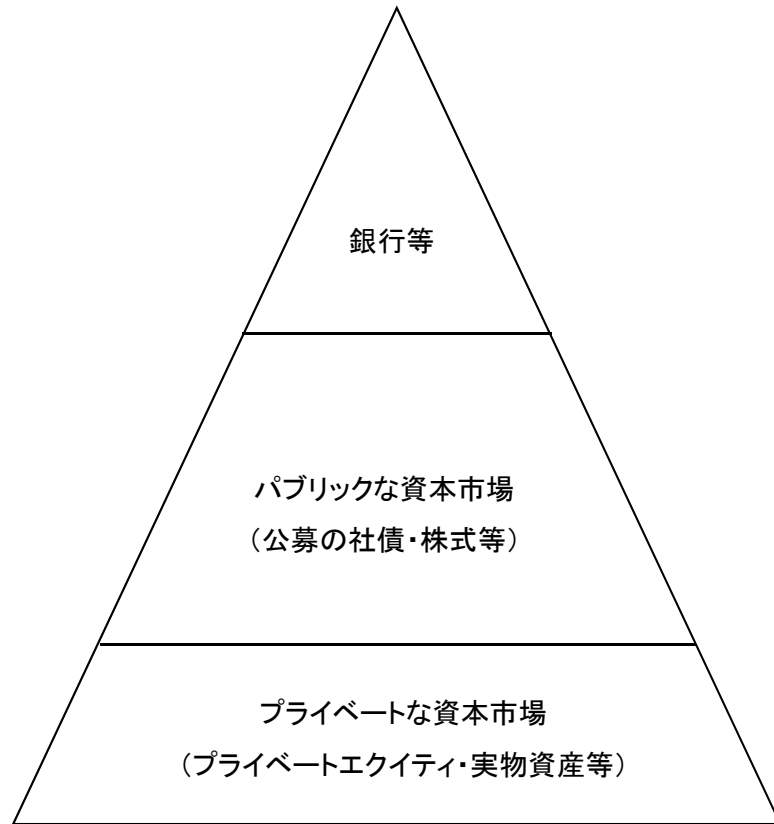 銀行等
パブリックな資本市場
（公募の社債・株式等）
プライベートな資本市場
（プライベートエクイティ・実物資産等）